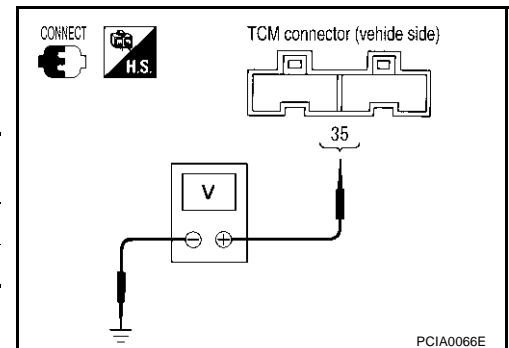 CONNECT
H.S.
TCM connector (vehide side)
35
V
PCIA0066E